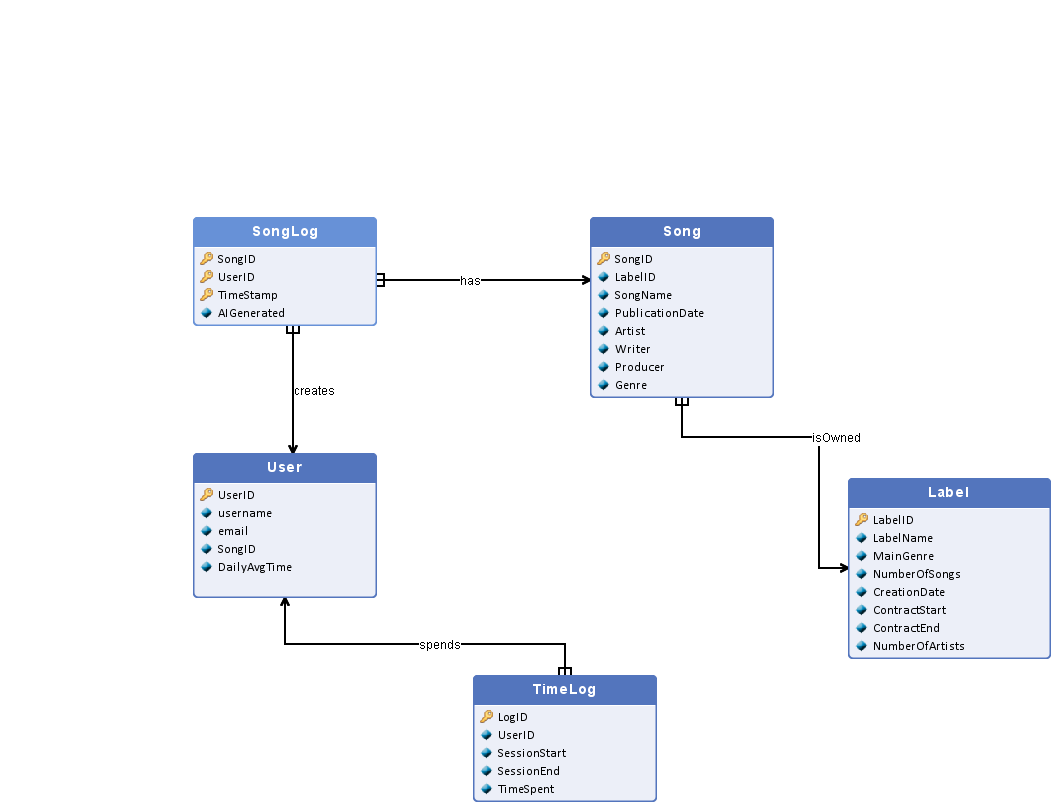 SongLog
SongID
UserID
TimeStamp
AIGenerated
has
Song
SongID
LabelID
SongName
PublicationDate
Artist
Writer
Producer
Genre
creates
isOwned
User
UserID
username
email
SongID
DailyAvgTime
Label
LabelID
LabelName
MainGenre
NumberOfSongs
CreationDate
ContractStart
ContractEnd
NumberOfArtists
spends
TimeLog
LogID
UserID
SessionStart
SessionEnd
TimeSpent